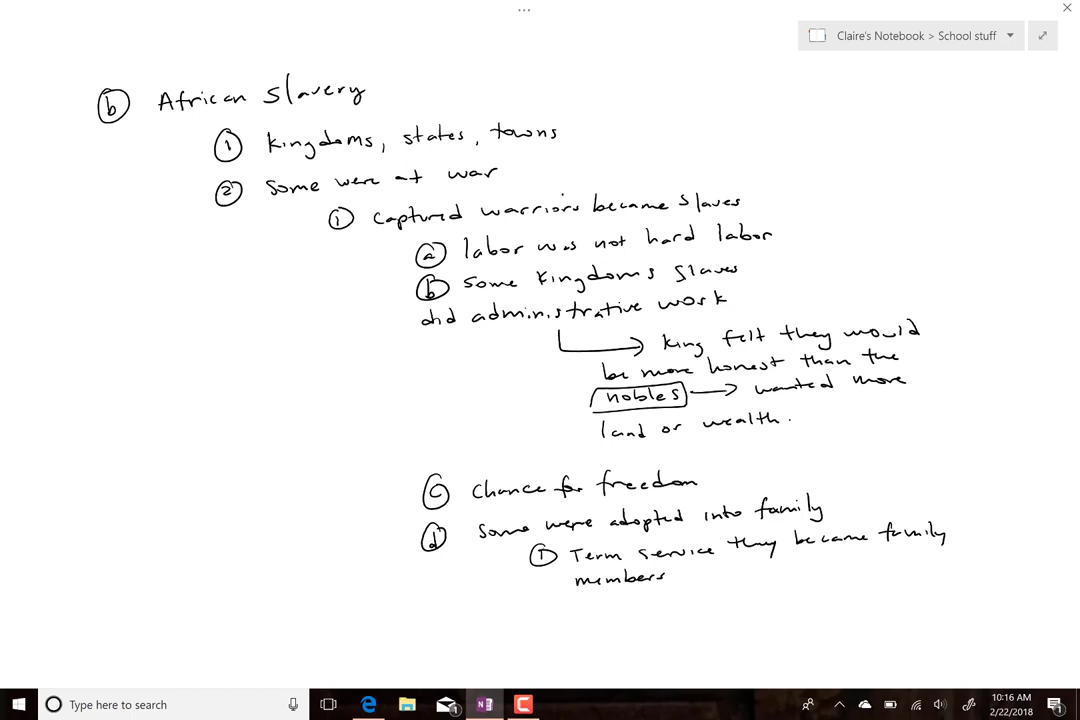 ...
Claire's Notebook > School stuff
b African Slavery
1 Kingdoms, states, towns
2 Some were at war
i Captured warriors became slaves
a labor was not hard labor
b Some Kingdoms slaves
did administrative work
King felt they would
be more honest than the
nobles → wanted more
land or wealth.
c Chance for freedom
d Some were adopted into family
I Term service they became family
members
Type here to search
10:16 AM
2/22/2018